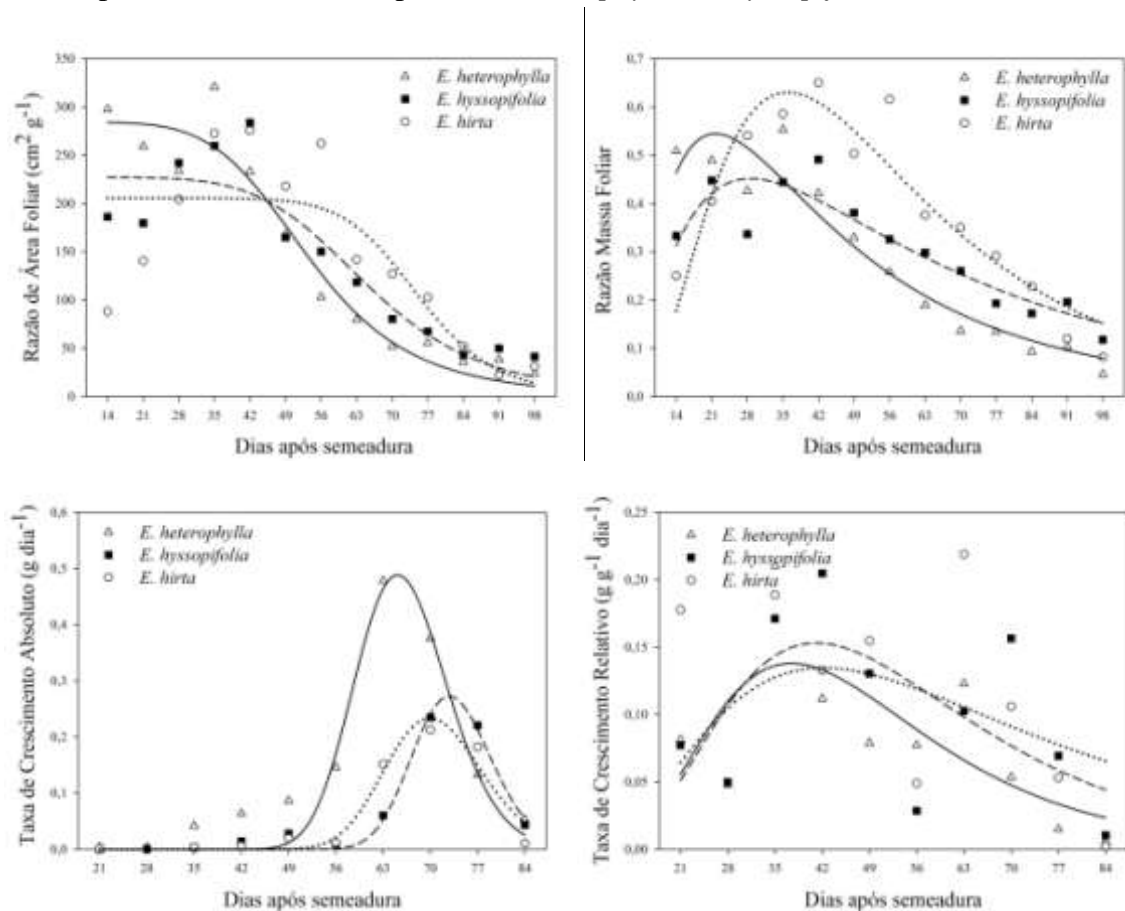 Razão de Área Foliar (cm² g⁻¹)
350
300
250
200
150
100
50
0
E. heterophylla
E. hyssopifolia
E. hirta
14 21 28 35 42 49 56 63 70 77 84 91 98
Dias após semeadura
Razão Massa Foliar
0,7
0,6
0,5
0,4
0,3
0,2
0,1
0,0
E. heterophylla
E. hyssopifolia
E. hirta
14 21 28 35 42 49 56 63 70 77 84 91 98
Dias após semeadura
Taxa de Crescimento Absoluto (g dia⁻¹)
0,6
0,5
0,4
0,3
0,2
0,1
0,0
E. heterophylla
E. hyssopifolia
E. hirta
21 28 35 42 49 56 63 70 77 84
Dias após semeadura
Taxa de Crescimento Relativo (g g⁻¹ dia⁻¹)
0,25
0,20
0,15
0,10
0,05
0,00
E. heterophylla
E. hyssopifolia
E. hirta
21 28 35 42 49 56 63 70 77 84
Dias após semeadura